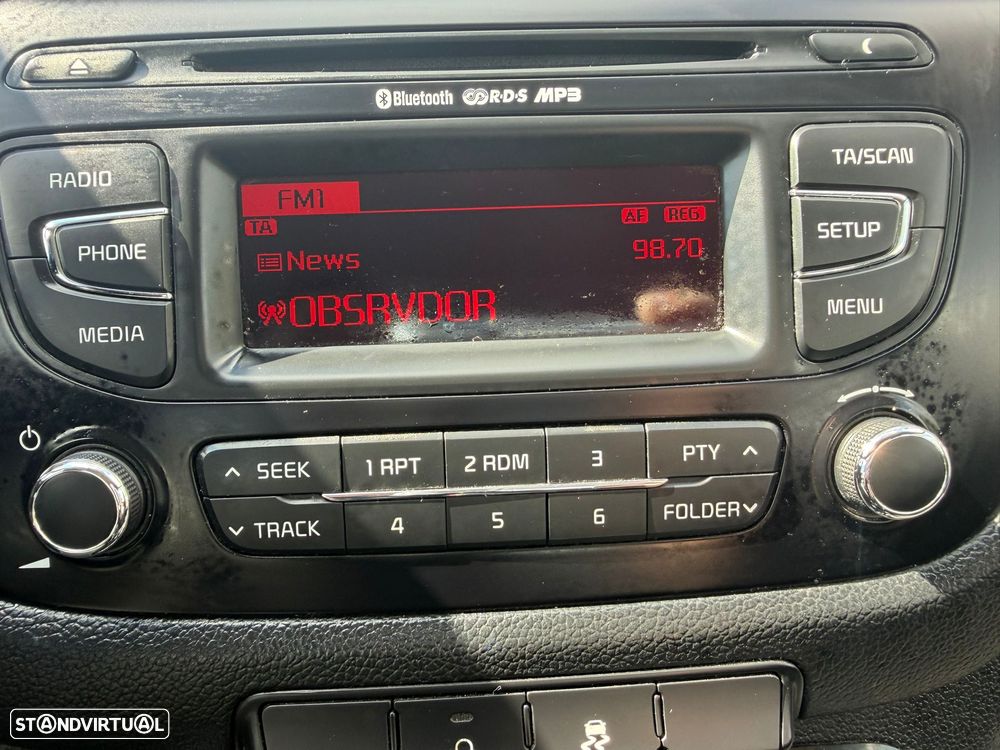 Bluetooth R·D·S MP3
RADIO
PHONE
MEDIA
FM1
TA
AF REG
News 98.70
OBSRVDOR
TA/SCAN
SETUP
MENU
SEEK 1 RPT 2 RDM 3 PTY
TRACK 4 5 6 FOLDER
STANDVIRTUAL